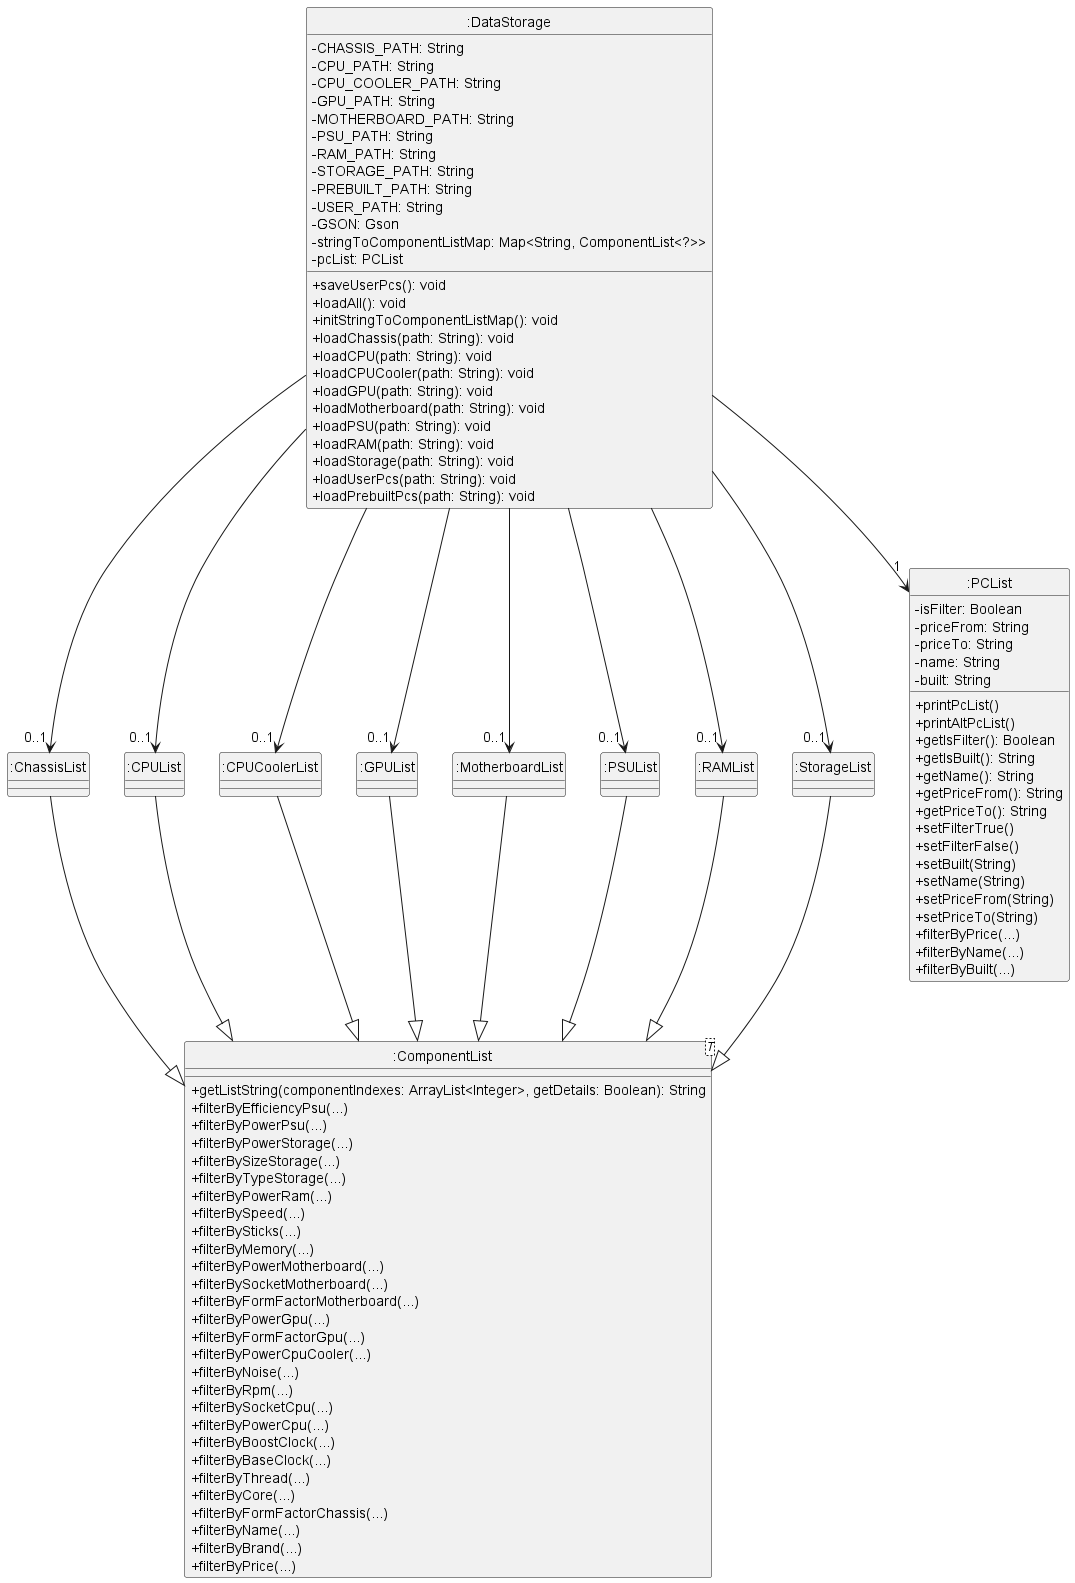 :DataStorage
-CHASSIS_PATH: String
-CPU_PATH: String
-CPU_COOLER_PATH: String
-GPU_PATH: String
-MOTHERBOARD_PATH: String
-PSU_PATH: String
-RAM_PATH: String
-STORAGE_PATH: String
-PREBUILT_PATH: String
-USER_PATH: String
-GSON: Gson
-stringToComponentListMap: Map<String, ComponentList<?>>
-pcList: PCList
+saveUserPcs(): void
+loadAll(): void
+initStringToComponentListMap(): void
+loadChassis(path: String): void
+loadCPU(path: String): void
+loadCPUCooler(path: String): void
+loadGPU(path: String): void
+loadMotherboard(path: String): void
+loadPSU(path: String): void
+loadRAM(path: String): void
+loadStorage(path: String): void
+loadUserPcs(path: String): void
+loadPrebuiltPcs(path: String): void
1
:PCList
-isFilter: Boolean
-priceFrom: String
-priceTo: String
-name: String
-built: String
+printPcList()
+printAltPcList()
+getIsFilter(): Boolean
+getIsBuilt(): String
+getName(): String
+getPriceFrom(): String
+getPriceTo(): String
+setFilterTrue()
+setFilterFalse()
+setBuilt(String)
+setName(String)
+setPriceFrom(String)
+setPriceTo(String)
+filterByPrice(...)
+filterByName(...)
+filterByBuilt(...)
0..1
:ChassisList
0..1
:CPUList
0..1
:CPUCoolerList
0..1
:GPUList
0..1
:MotherboardList
0..1
:PSUList
0..1
:RAMList
0..1
:StorageList
:ComponentList
T
+getListString(componentIndexes: ArrayList<Integer>, getDetails: Boolean): String
+filterByEfficiencyPsu(...)
+filterByPowerPsu(...)
+filterByPowerStorage(...)
+filterBySizeStorage(...)
+filterByTypeStorage(...)
+filterByPowerRam(...)
+filterBySpeed(...)
+filterBySticks(...)
+filterByMemory(...)
+filterByPowerMotherboard(...)
+filterBySocketMotherboard(...)
+filterByFormFactorMotherboard(...)
+filterByPowerGpu(...)
+filterByFormFactorGpu(...)
+filterByPowerCpuCooler(...)
+filterByNoise(...)
+filterByRpm(...)
+filterBySocketCpu(...)
+filterByPowerCpu(...)
+filterByBoostClock(...)
+filterByBaseClock(...)
+filterByThread(...)
+filterByCore(...)
+filterByFormFactorChassis(...)
+filterByName(...)
+filterByBrand(...)
+filterByPrice(...)